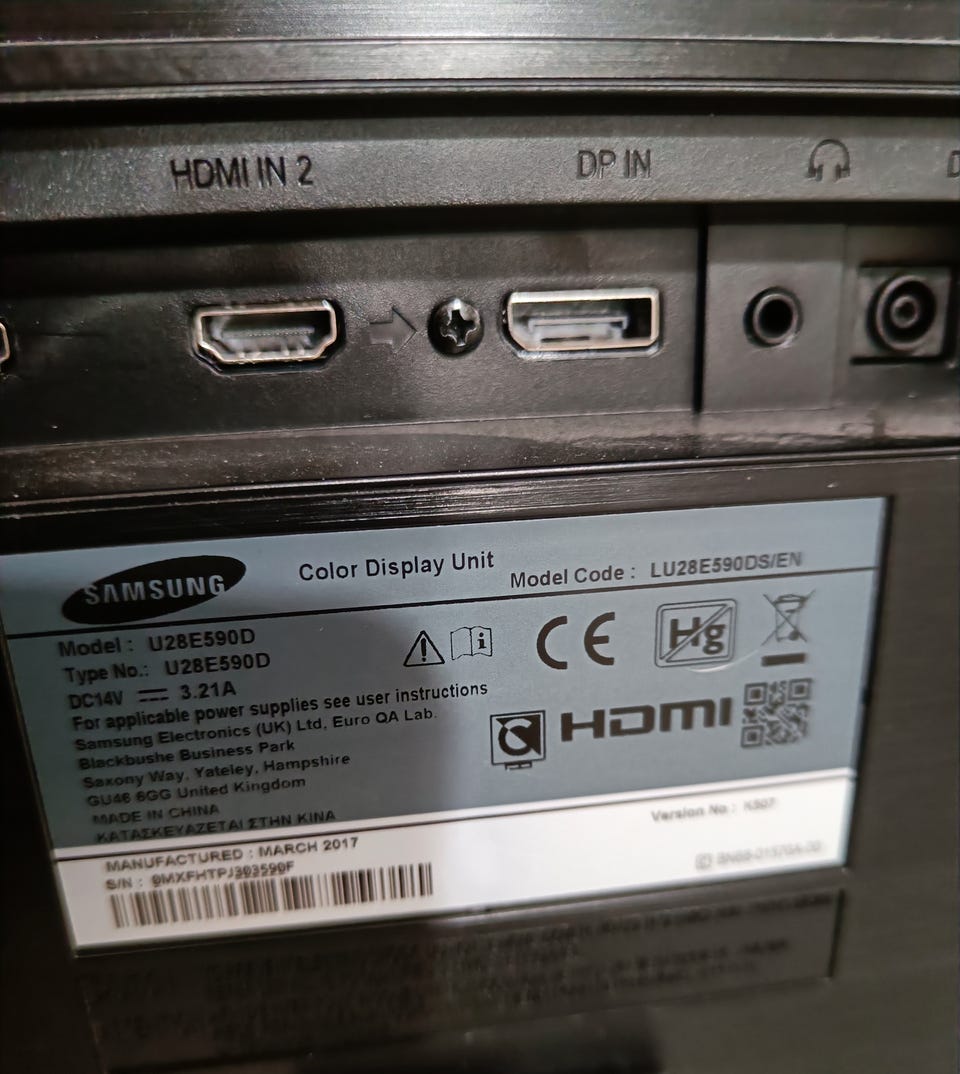 HDMI IN 2
DP IN
D
SAMSUNG
Color Display Unit
Model Code : LU28E590DS/EN
Model : U28E590D
Type No.: U28E590D
DC14V 3.21A
For applicable power supplies see user instructions
Samsung Electronics (UK) Ltd, Euro QA Lab.
Blackbushe Business Park
Saxony Way, Yateley, Hampshire
GU46 6GG United Kingdom
MADE IN CHINA
ΚΑΤΑΣΚΕΥΑΖΕΤΑΙ ΣΤΗΝ ΚΙΝΑ
CE
Hg
HDMI
Version No.:
MANUFACTURED : MARCH 2017
S/N : 0MXFHTPJ303590F